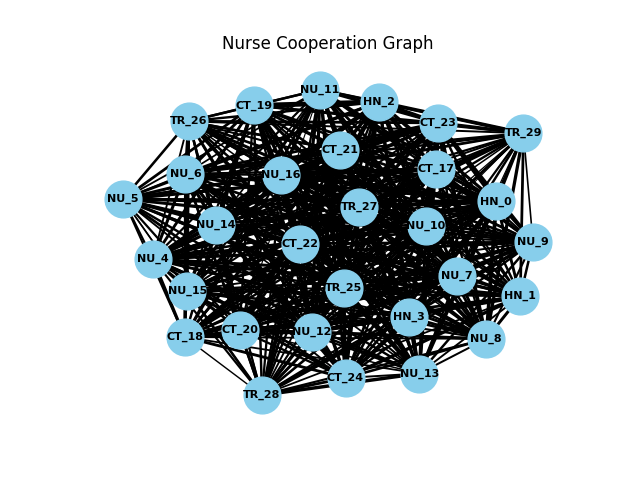 Nurse Cooperation Graph
NU_11
HN_2
CT_19
TR_26
CT_23
TR_29
CT_21
CT_17
NU_6
NU_16
NU_5
HN_0
TR_27
NU_14
NU_10
NU_9
CT_22
NU_4
NU_7
TR_25
NU_15
HN_1
HN_3
CT_20
NU_12
CT_18
NU_8
NU_13
CT_24
TR_28